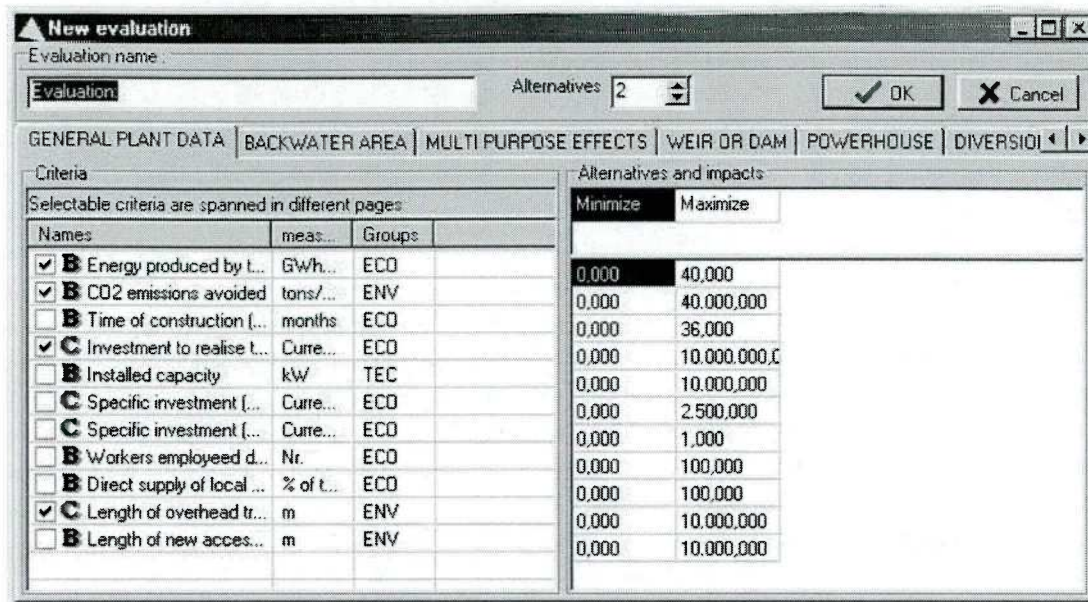 New evaluation
Evaluation name :
Evaluation:
Alternatives 2
OK
Cancel
GENERAL PLANT DATA
BACKWATER AREA
MULTI PURPOSE EFFECTS
WEIR OR DAM
POWERHOUSE
DIVERSIO
Criteria
Selectable criteria are spanned in different pages
Names meas... Groups
B Energy produced by t... GWh... ECO
B CO2 emissions avoided tons/... ENV
B Time of construction (... months ECO
C Investment to realise t... Curre... ECO
B Installed capacity kW TEC
C Specific investment (... Curre... ECO
C Specific investment (... Curre... ECO
B Workers employeed d... Nr. ECO
B Direct supply of local ... % of t... ECO
C Length of overhead tr... m ENV
B Length of new acces... m ENV
Alternatives and impacts
Minimize Maximize
0,000 40,000
0,000 40.000,000
0,000 36,000
0,000 10.000.000,0
0,000 10.000,000
0,000 2.500,000
0,000 1,000
0,000 100,000
0,000 100,000
0,000 10.000,000
0,000 10.000,000